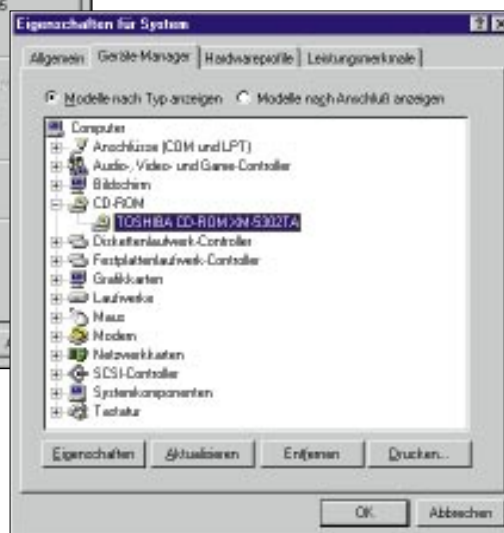 Eigenschaften für System
Allgemein Geräte-Manager Hardwareprofile Leistungsmerkmale
Modelle nach Typ anzeigen Modelle nach Anschluß anzeigen
Computer
Anschlüsse (COM und LPT)
Audio-, Video- und Game-Controller
Bildschirm
CD-ROM
TOSHIBA CD-ROM XM-5302TA
Diskettenlaufwerk-Controller
Festplattenlaufwerk-Controller
Grafikkarten
Laufwerke
Maus
Modem
Netzwerkkarten
SCSI-Controller
Systemkomponenten
Tastatur
Eigenschaften Aktualisieren Entfernen Drucken...
OK Abbrechen